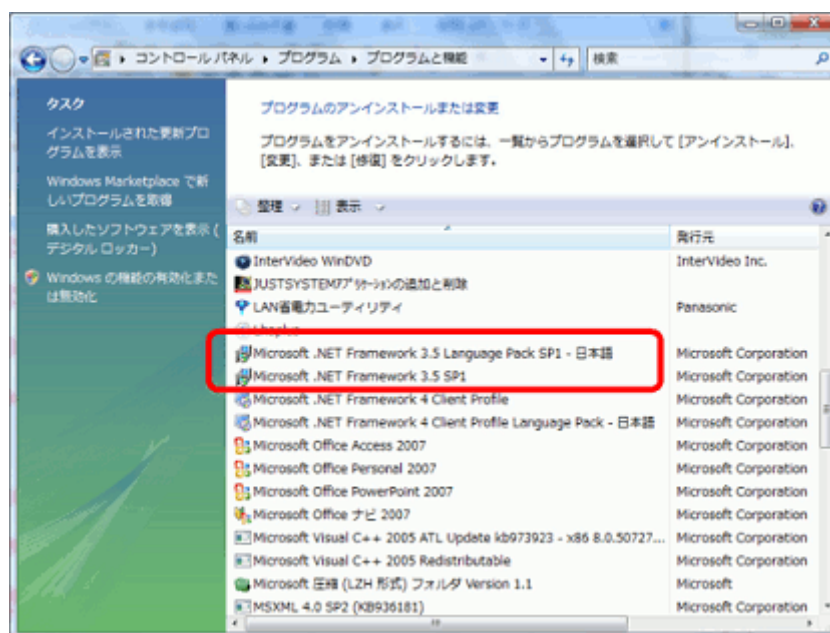 コントロール パネル ▸ プログラム ▸ プログラムと機能
検索
タスク
インストールされた更新プロ
グラムを表示
Windows Marketplace で新
しいプログラムを取得
購入したソフトウェアを表示 (
デジタル ロッカー)
Windows の機能の有効化また
は無効化
プログラムのアンインストールまたは変更
プログラムをアンインストールするには、一覧からプログラムを選択して [アンインストール]、
[変更]、または [修復] をクリックします。
整理 表示
名前 発行元
InterVideo WinDVD InterVideo Inc.
JUSTSYSTEMｱﾌﾟﾘｹｰｼｮﾝの追加と削除
LAN省電力ユーティリティ Panasonic
Lhaplus
Microsoft .NET Framework 3.5 Language Pack SP1 - 日本語 Microsoft Corporation
Microsoft .NET Framework 3.5 SP1 Microsoft Corporation
Microsoft .NET Framework 4 Client Profile Microsoft Corporation
Microsoft .NET Framework 4 Client Profile Language Pack - 日本語 Microsoft Corporation
Microsoft Office Access 2007 Microsoft Corporation
Microsoft Office Personal 2007 Microsoft Corporation
Microsoft Office PowerPoint 2007 Microsoft Corporation
Microsoft Office ナビ 2007 Microsoft Corporation
Microsoft Visual C++ 2005 ATL Update kb973923 - x86 8.0.50727... Microsoft Corporation
Microsoft Visual C++ 2005 Redistributable Microsoft Corporation
Microsoft 圧縮 (LZH 形式) フォルダ Version 1.1 Microsoft
MSXML 4.0 SP2 (KB936181) Microsoft Corporation